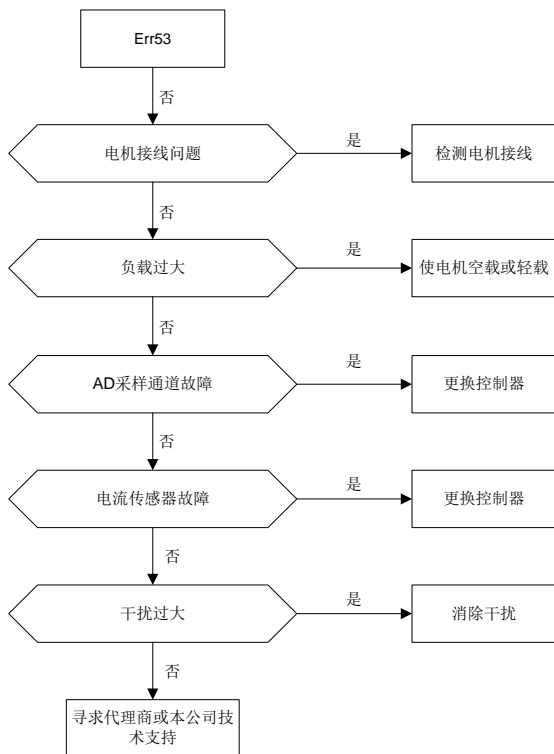 Err53
否
电机接线问题
是
检测电机接线
否
负载过大
是
使电机空载或轻载
否
AD采样通道故障
是
更换控制器
否
电流传感器故障
是
更换控制器
否
干扰过大
是
消除干扰
否
寻求代理商或本公司技
术支持